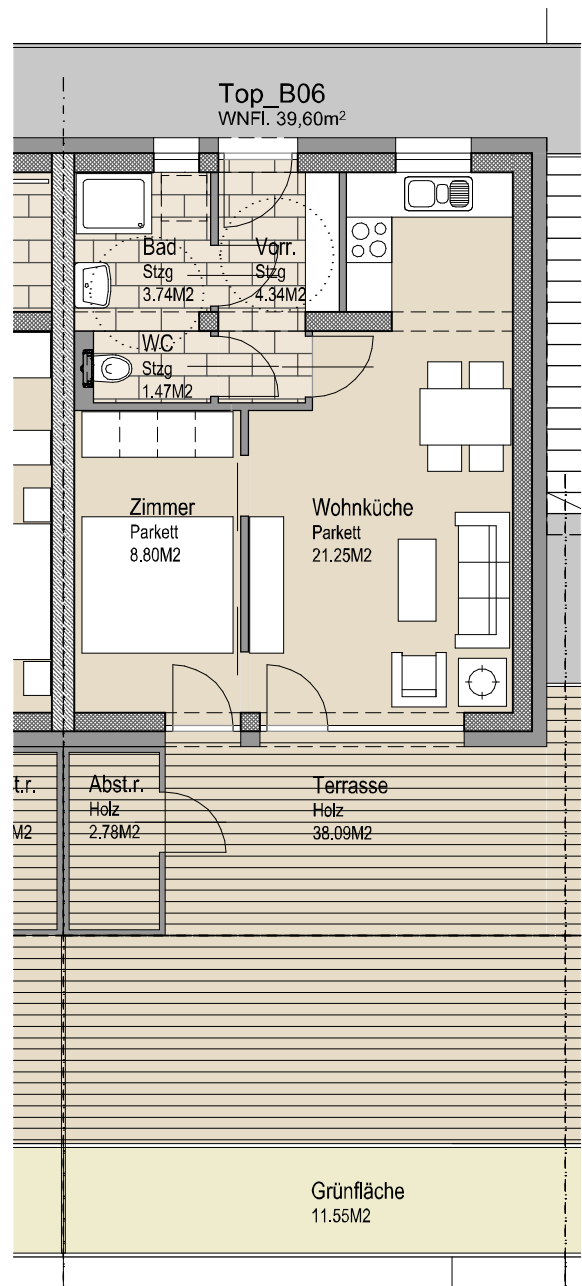 Top_B06
WNFl. 39,60m²
Bad
Stzg
3.74M2
Vorr.
Stzg
4.34M2
WC
Stzg
1.47M2
Zimmer
Parkett
8.80M2
Wohnküche
Parkett
21.25M2
t.r.
M2
Abst.r.
Holz
2.78M2
Terrasse
Holz
38.09M2
Grünfläche
11.55M2